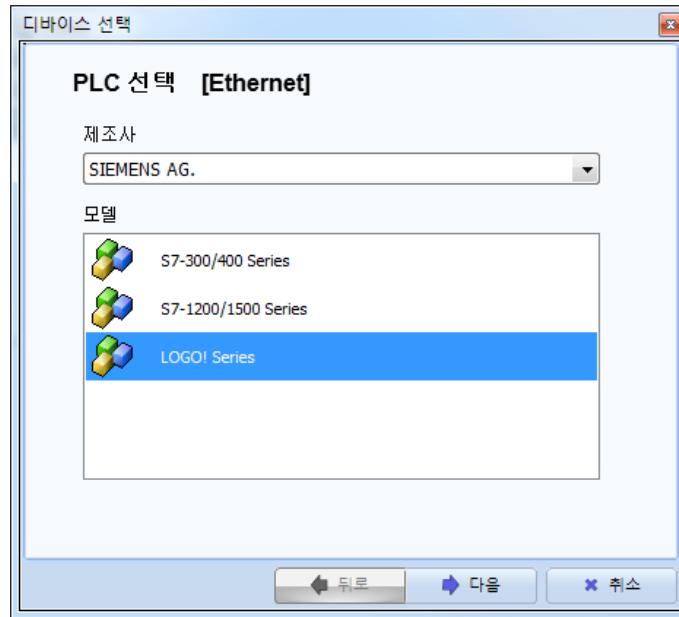 디바이스 선택
PLC 선택 [Ethernet]
제조사
SIEMENS AG.
모델
S7-300/400 Series
S7-1200/1500 Series
LOGO! Series
뒤로 다음 취소